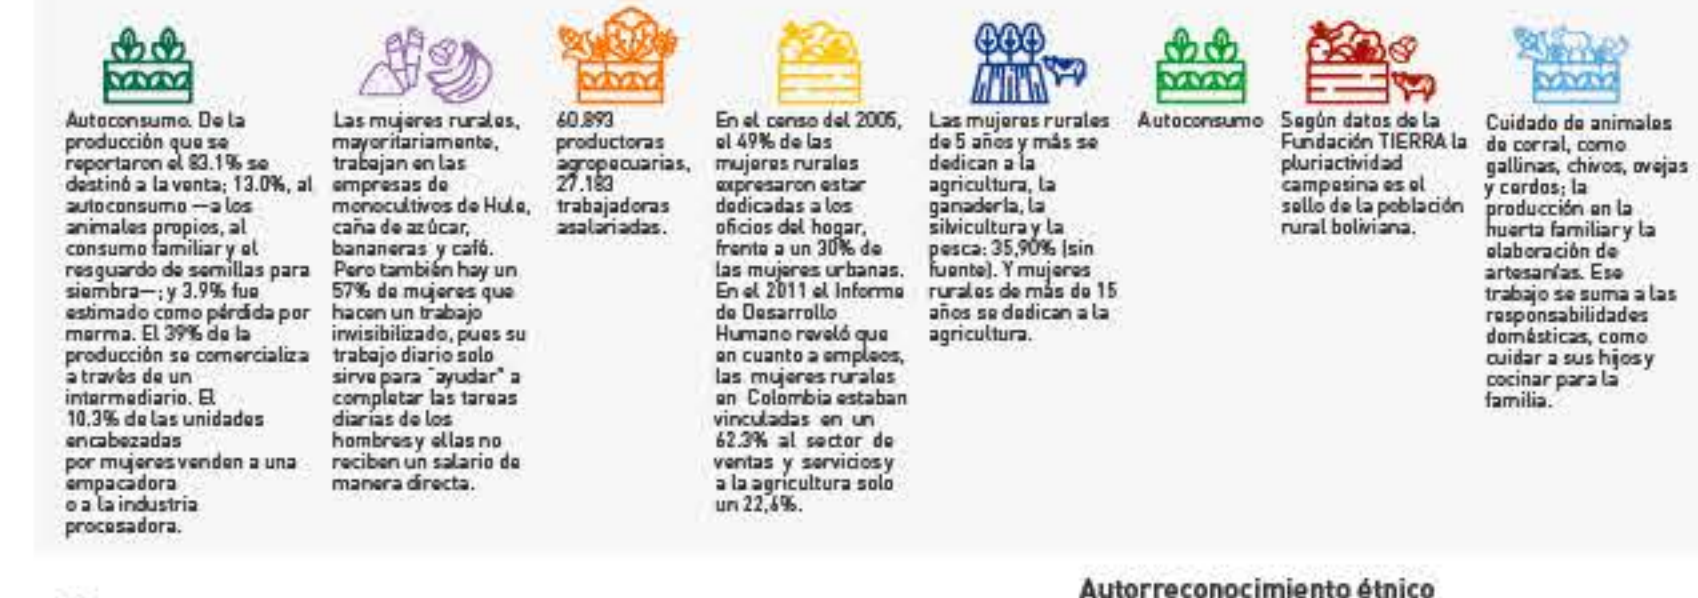 Autoconsumo. De la
producción que se
reportaron el 83.1% se
destinó a la venta; 13.0%, al
autoconsumo —a los
animales propios, al
consumo familiar y el
resguardo de semillas para
siembra—; y 3.9% fue
estimado como pérdida por
merma. El 39% de la
producción se comercializa
a través de un
intermediario. El
10.3% de las unidades
encabezadas
por mujeres venden a una
empacadora
o a la industria
procesadora.
Las mujeres rurales,
mayoritariamente,
trabajan en las
empresas de
monocultivos de Hule,
caña de azúcar,
bananeras y café.
Pero también hay un
57% de mujeres que
hacen un trabajo
invisibilizado, pues su
trabajo diario solo
sirve para "ayudar" a
completar las tareas
diarias de los
hombres y ellas no
reciben un salario de
manera directa.
60.893
productoras
agropecuarias,
27.183
trabajadoras
asalariadas.
En el censo del 2005,
el 49% de las
mujeres rurales
expresaron estar
dedicadas a los
oficios del hogar,
frente a un 30% de
las mujeres urbanas.
En el 2011 el Informe
de Desarrollo
Humano reveló que
en cuanto a empleos,
las mujeres rurales
en Colombia estaban
vinculadas en un
62.3% al sector de
ventas y servicios y
a la agricultura solo
un 22,6%.
Las mujeres rurales
de 5 años y más se
dedican a la
agricultura, la
ganadería, la
silvicultura y la
pesca: 35,90% (sin
fuente). Y mujeres
rurales de más de 15
años se dedican a la
agricultura.
Autoconsumo
Según datos de la
Fundación TIERRA la
pluriactividad
campesina es el
sello de la población
rural boliviana.
Cuidado de animales
de corral, como
gallinas, chivos, ovejas
y cerdos; la
producción en la
huerta familiar y la
elaboración de
artesanías. Ese
trabajo se suma a las
responsabilidades
domésticas, como
cuidar a sus hijos y
cocinar para la
familia.
Autorreconocimiento étnico